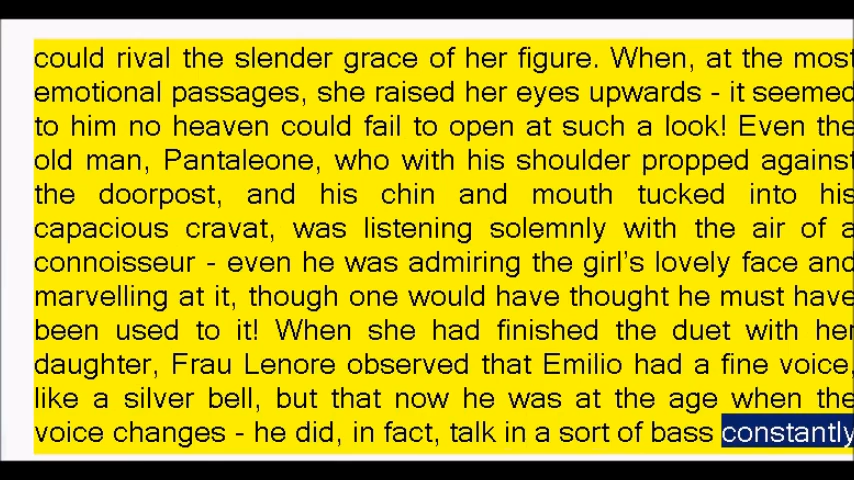 could rival the slender grace of her figure. When, at the most
emotional passages, she raised her eyes upwards - it seemed
to him no heaven could fail to open at such a look! Even the
old man, Pantaleone, who with his shoulder propped against
the doorpost, and his chin and mouth tucked into his
capacious cravat, was listening solemnly with the air of a
connoisseur - even he was admiring the girl's lovely face and
marvelling at it, though one would have thought he must have
been used to it! When she had finished the duet with her
daughter, Frau Lenore observed that Emilio had a fine voice,
like a silver bell, but that now he was at the age when the
voice changes - he did, in fact, talk in a sort of bass constantly